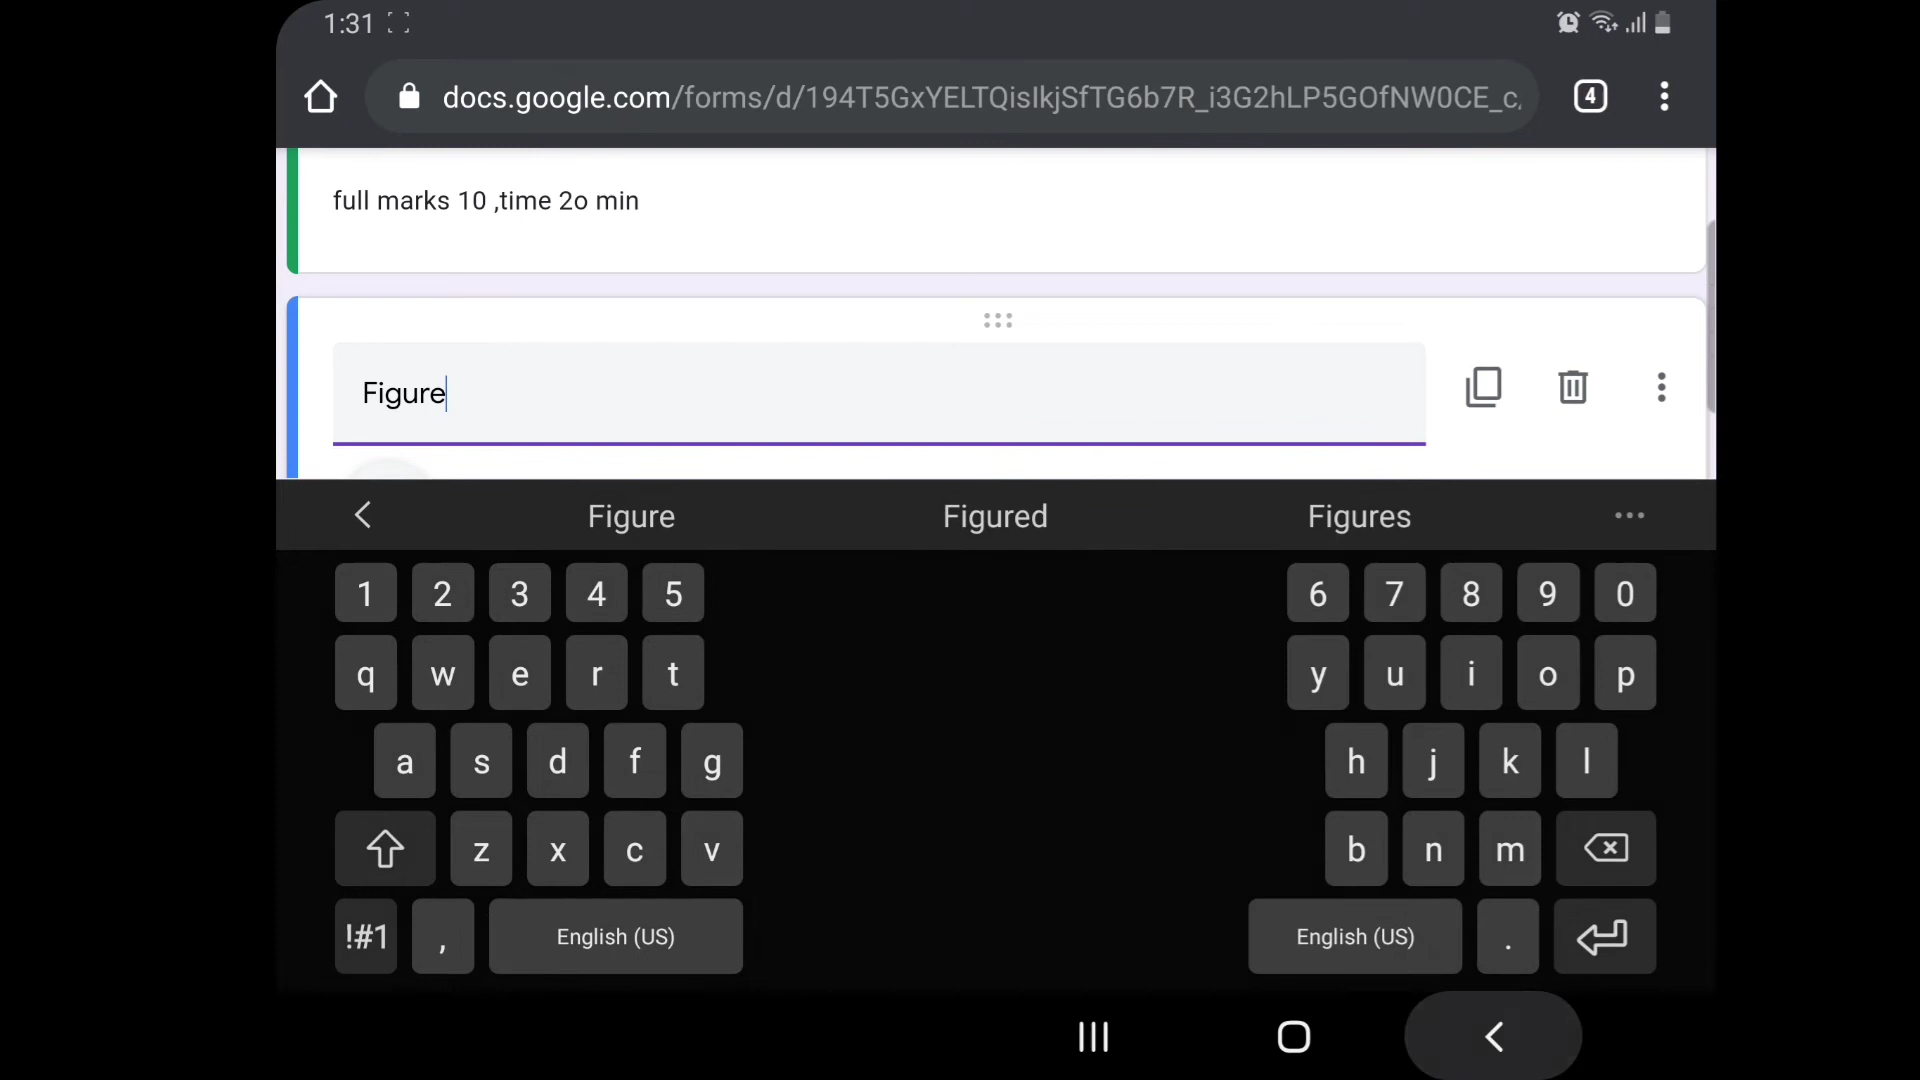 1:31
docs.google.com/forms/d/194T5GxYELTQisIkjSfTG6b7R_i3G2hLP5GOfNW0CE_c
4
full marks 10 ,time 2o min
Figure
Figure Figured Figures
1 2 3 4 5 6 7 8 9 0
q w e r t y u i o p
a s d f g h j k l
z x c v b n m
!#1 , English (US) English (US) .